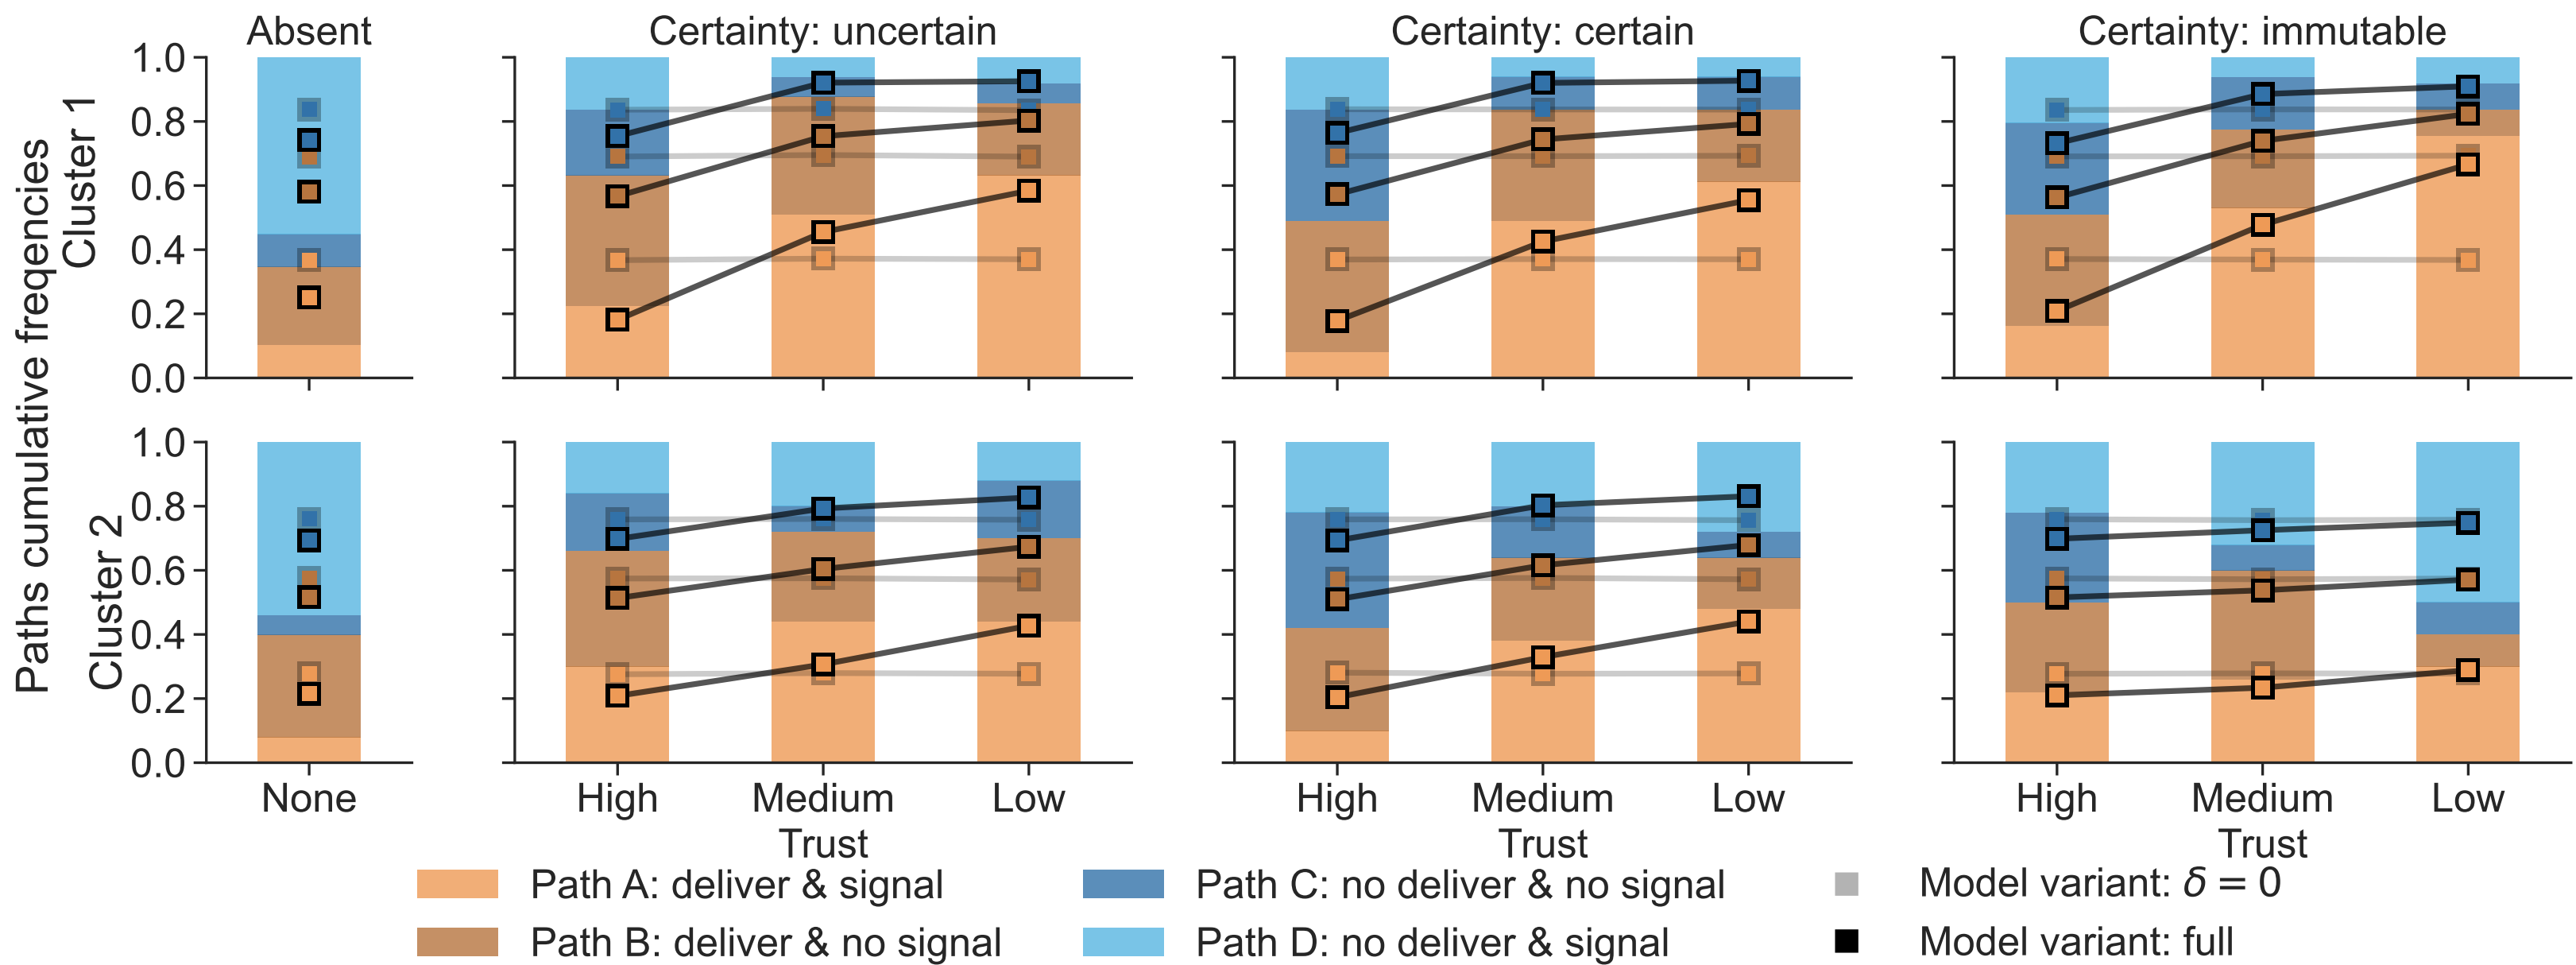 Absent
Certainty: uncertain
Certainty: certain
Certainty: immutable
Paths cumulative freqencies
Cluster 1
1.0
0.8
0.6
0.4
0.2
0.0
Cluster 2
1.0
0.8
0.6
0.4
0.2
0.0
None
High Medium Low
High Medium Low
High Medium Low
Trust
Trust
Trust
Path A: deliver & signal
Path B: deliver & no signal
Path C: no deliver & no signal
Path D: no deliver & signal
Model variant: δ = 0
Model variant: full